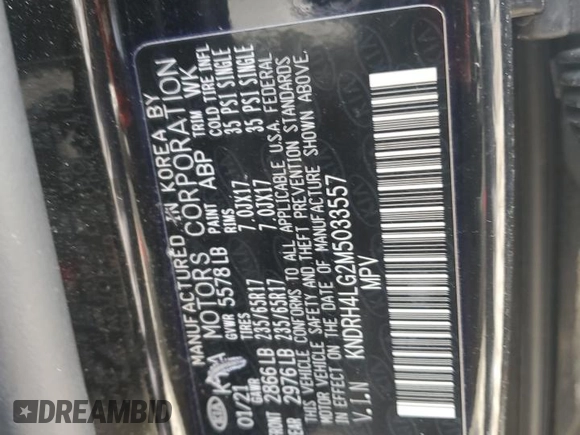 MANUFACTURED IN KOREA BY
KIA MOTORS CORPORATION
01/21 GVWR 5578 LB PAINT ABP TRIM WK
GAWR TIRES RIMS COLD TIRE INFL
FRONT 2866 LB 235/65R17 7.0JX17 35 PSI SINGLE
REAR 2976 LB 235/65R17 7.0JX17 35 PSI SINGLE
THIS VEHICLE CONFORMS TO ALL APPLICABLE U.S.A. FEDERAL
VEHICLE SAFETY AND THEFT PREVENTION STANDARDS
IN EFFECT ON THE DATE OF MANUFACTURE SHOWN ABOVE.
V.I.N KNDRH4LG2M5033557
MPV
RIDESAFELY.COM